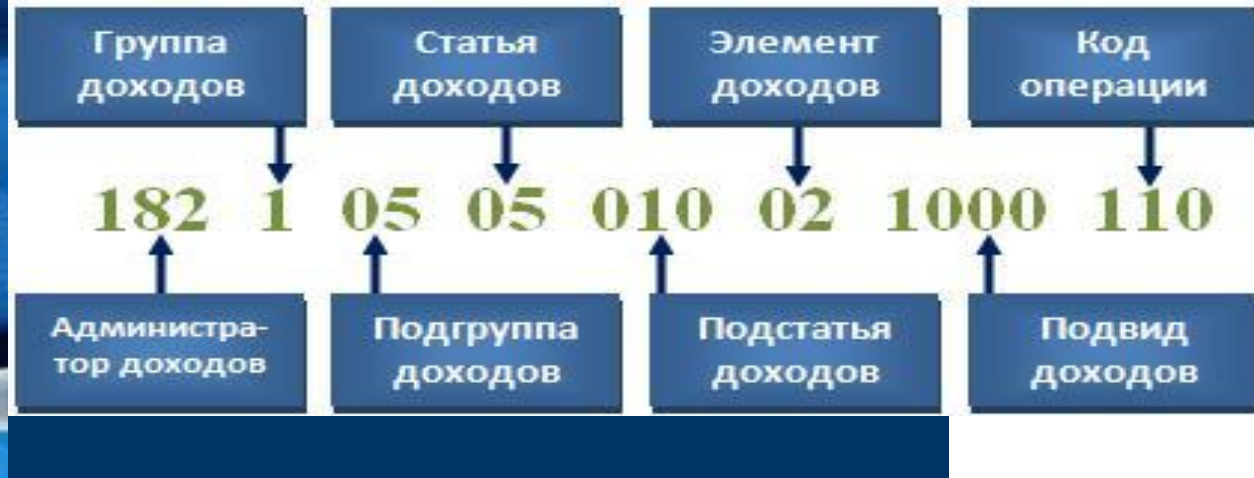 Группа
доходов
Статья
доходов
Элемент
доходов
Код
операции
182 1 05 05 010 02 1000 110
Администра-
тор доходов
Подгруппа
доходов
Подстатья
доходов
Подвид
доходов